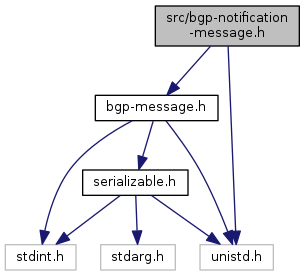 src/bgp-notification
-message.h
bgp-message.h
serializable.h
stdint.h
stdarg.h
unistd.h